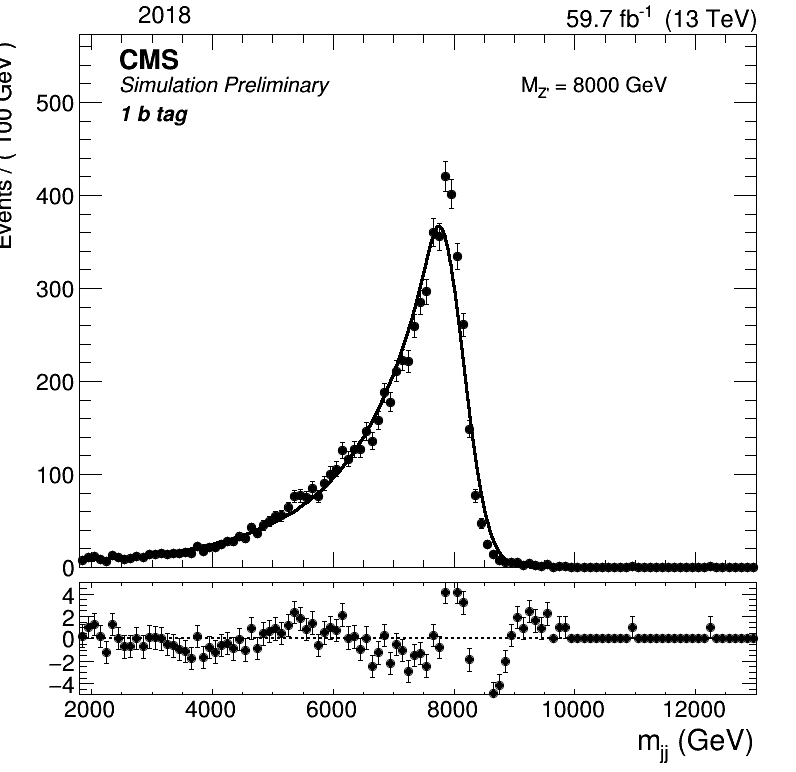 2018
59.7 fb⁻¹ (13 TeV)
CMS
Simulation Preliminary
1 b tag
M_Z' = 8000 GeV
Events / ( 100 GeV )
500
400
300
200
100
0
4
2
0
−2
−4
2000 4000 6000 8000 10000 12000
m_jj (GeV)